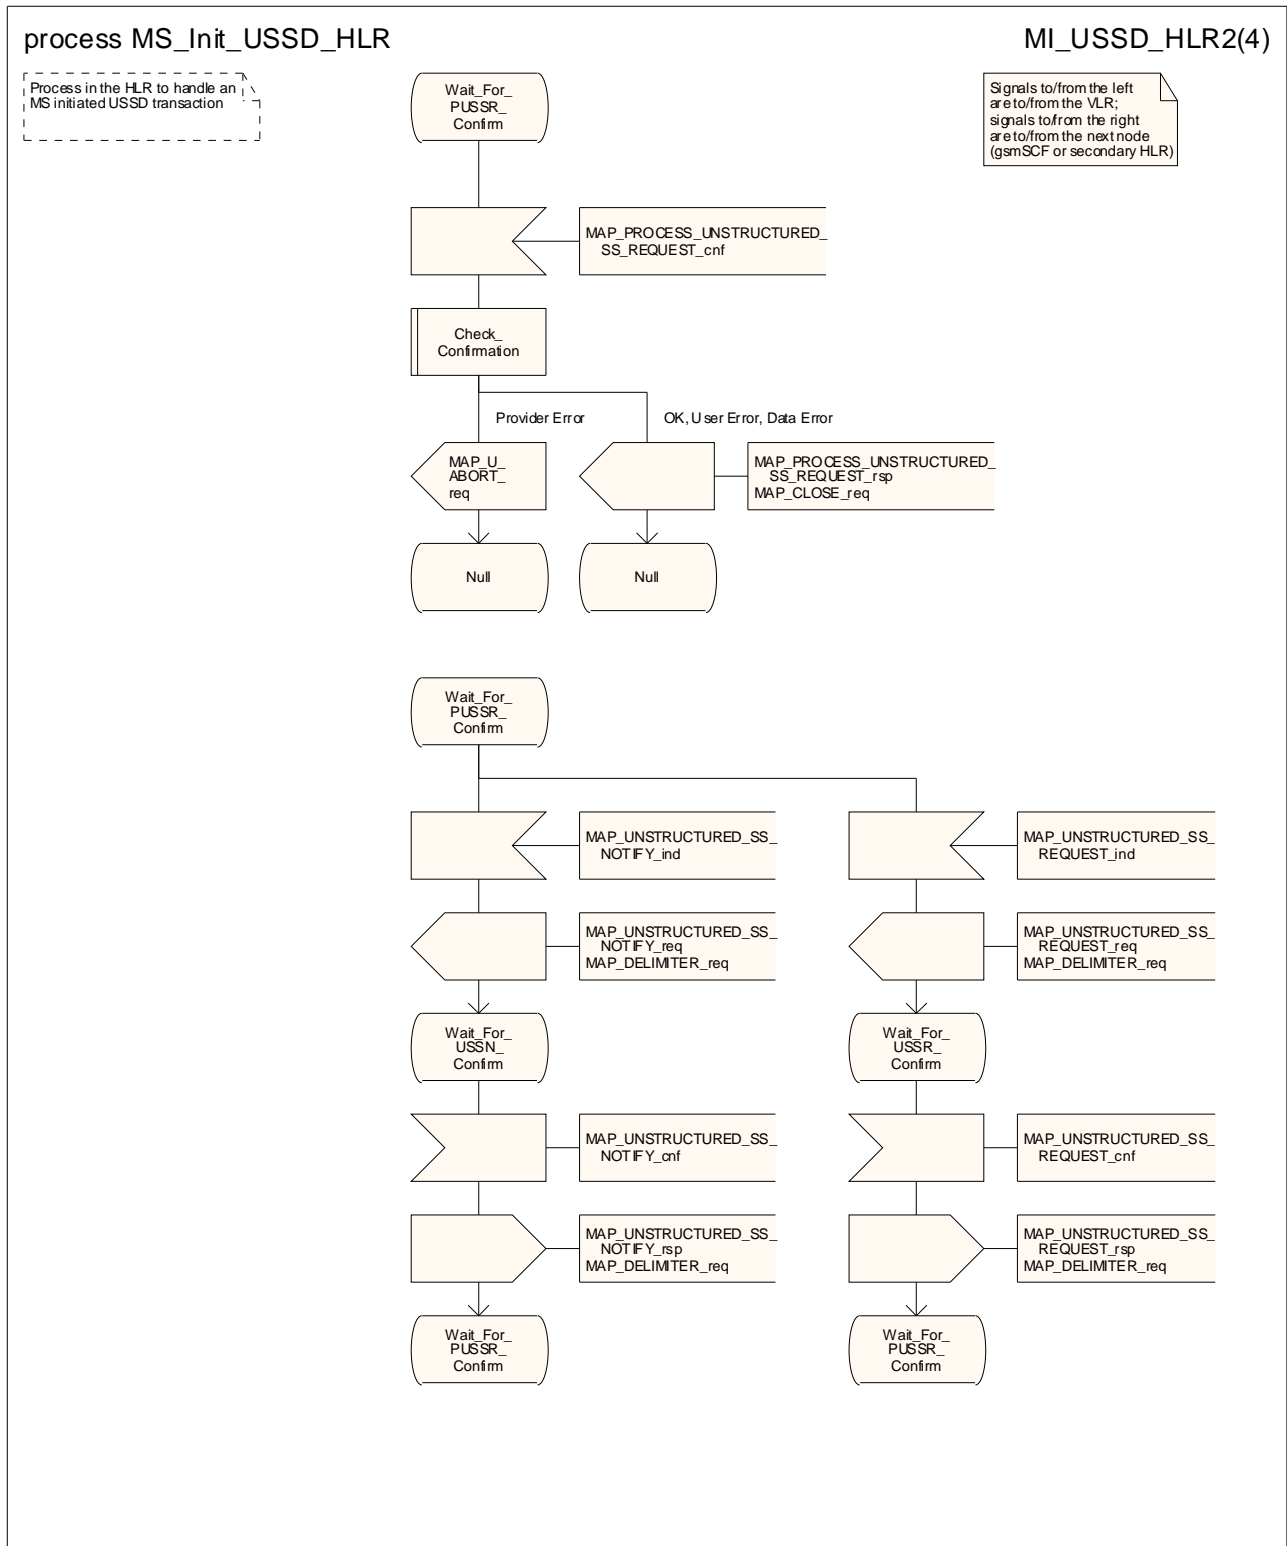 process MS_Init_USSD_HLR
MI_USSD_HLR2(4)
Process in the HLR to handle an
MS initiated USSD transaction
Signals to/from the left
are to/from the VLR;
signals to/from the right
are to/from the next node
(gsmSCF or secondary HLR)
Wait_For_
PUSSR_
Confirm
MAP_PROCESS_UNSTRUCTURED_
SS_REQUEST_cnf
Check_
Confirmation
Provider Error
OK, User Error, Data Error
MAP_U_
ABORT_
req
MAP_PROCESS_UNSTRUCTURED_
SS_REQUEST_rsp
MAP_CLOSE_req
Null
Null
Wait_For_
PUSSR_
Confirm
MAP_UNSTRUCTURED_SS_
NOTIFY_ind
MAP_UNSTRUCTURED_SS_
REQUEST_ind
MAP_UNSTRUCTURED_SS_
NOTIFY_req
MAP_DELIMITER_req
MAP_UNSTRUCTURED_SS_
REQUEST_req
MAP_DELIMITER_req
Wait_For_
USSN_
Confirm
Wait_For_
USSR_
Confirm
MAP_UNSTRUCTURED_SS_
NOTIFY_cnf
MAP_UNSTRUCTURED_SS_
REQUEST_cnf
MAP_UNSTRUCTURED_SS_
NOTIFY_rsp
MAP_DELIMITER_req
MAP_UNSTRUCTURED_SS_
REQUEST_rsp
MAP_DELIMITER_req
Wait_For_
PUSSR_
Confirm
Wait_For_
PUSSR_
Confirm